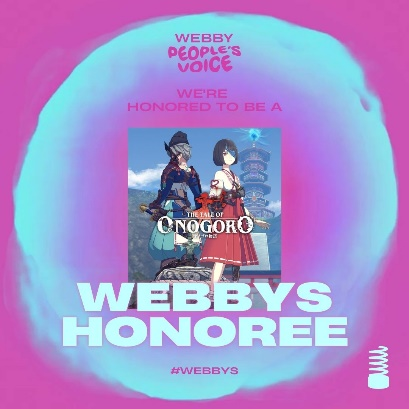 WEBBY
PEOPLE'S
VOICE
WE'RE
HONORED TO BE A
THE TALE OF
ONOGORO
WEBBYS
HONOREE
#WEBBYS